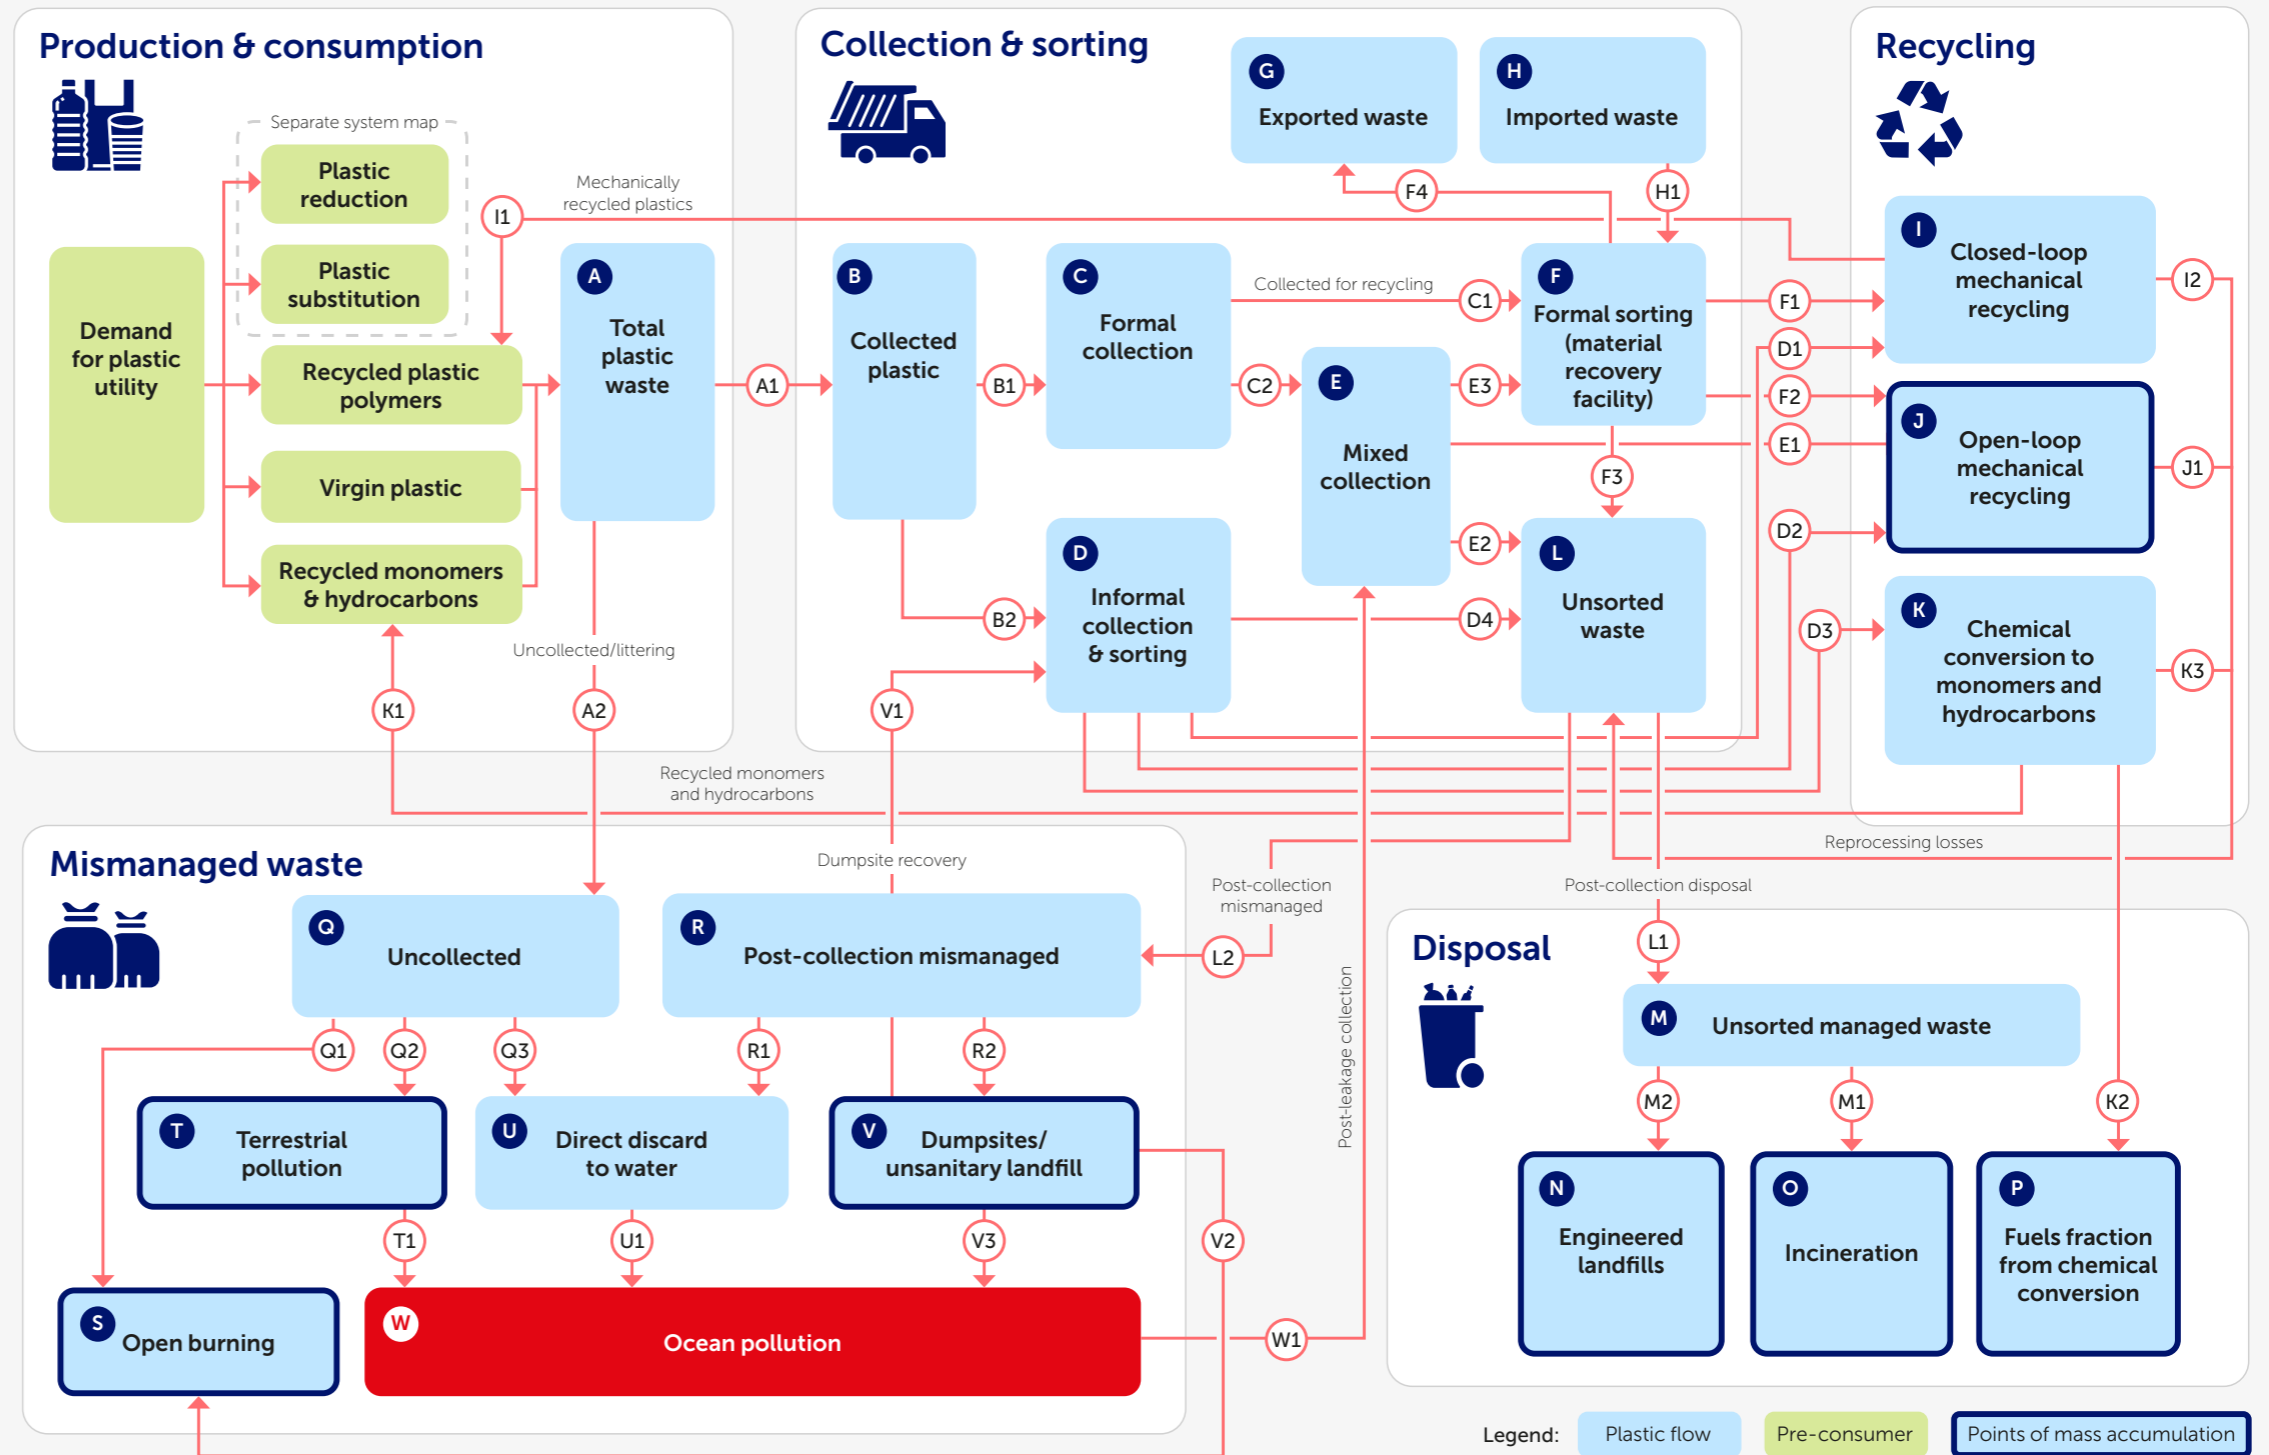 Production & consumption
Separate system map
Plastic
reduction
Plastic
substitution
Demand
for plastic
utility
Recycled plastic
polymers
Virgin plastic
Recycled monomers
& hydrocarbons
I1
Mechanically
recycled plastics
A
Total
plastic
waste
A1
Uncollected/littering
K1
A2
Recycled monomers
and hydrocarbons
Collection & sorting
G
Exported waste
H
Imported waste
F4
H1
B
Collected
plastic
B1
B2
C
Formal
collection
Collected for recycling
C1
C2
E
Mixed
collection
E3
E2
F
Formal sorting
(material
recovery
facility)
F3
D
Informal
collection
& sorting
D4
L
Unsorted
waste
V1
F1
D1
F2
E1
D2
D3
Recycling
I
Closed-loop
mechanical
recycling
I2
J
Open-loop
mechanical
recycling
J1
K
Chemical
conversion to
monomers and
hydrocarbons
K3
Reprocessing losses
Mismanaged waste
Dumpsite recovery
Q
Uncollected
R
Post-collection mismanaged
Post-collection
mismanaged
L2
Q1
Q2
Q3
R1
R2
T
Terrestrial
pollution
U
Direct discard
to water
V
Dumpsites/
unsanitary landfill
T1
U1
V3
V2
S
Open burning
W
Ocean pollution
W1
Post-leakage collection
Post-collection disposal
L1
Disposal
M
Unsorted managed waste
M2
M1
K2
N
Engineered
landfills
O
Incineration
P
Fuels fraction
from chemical
conversion
Legend:
Plastic flow
Pre-consumer
Points of mass accumulation